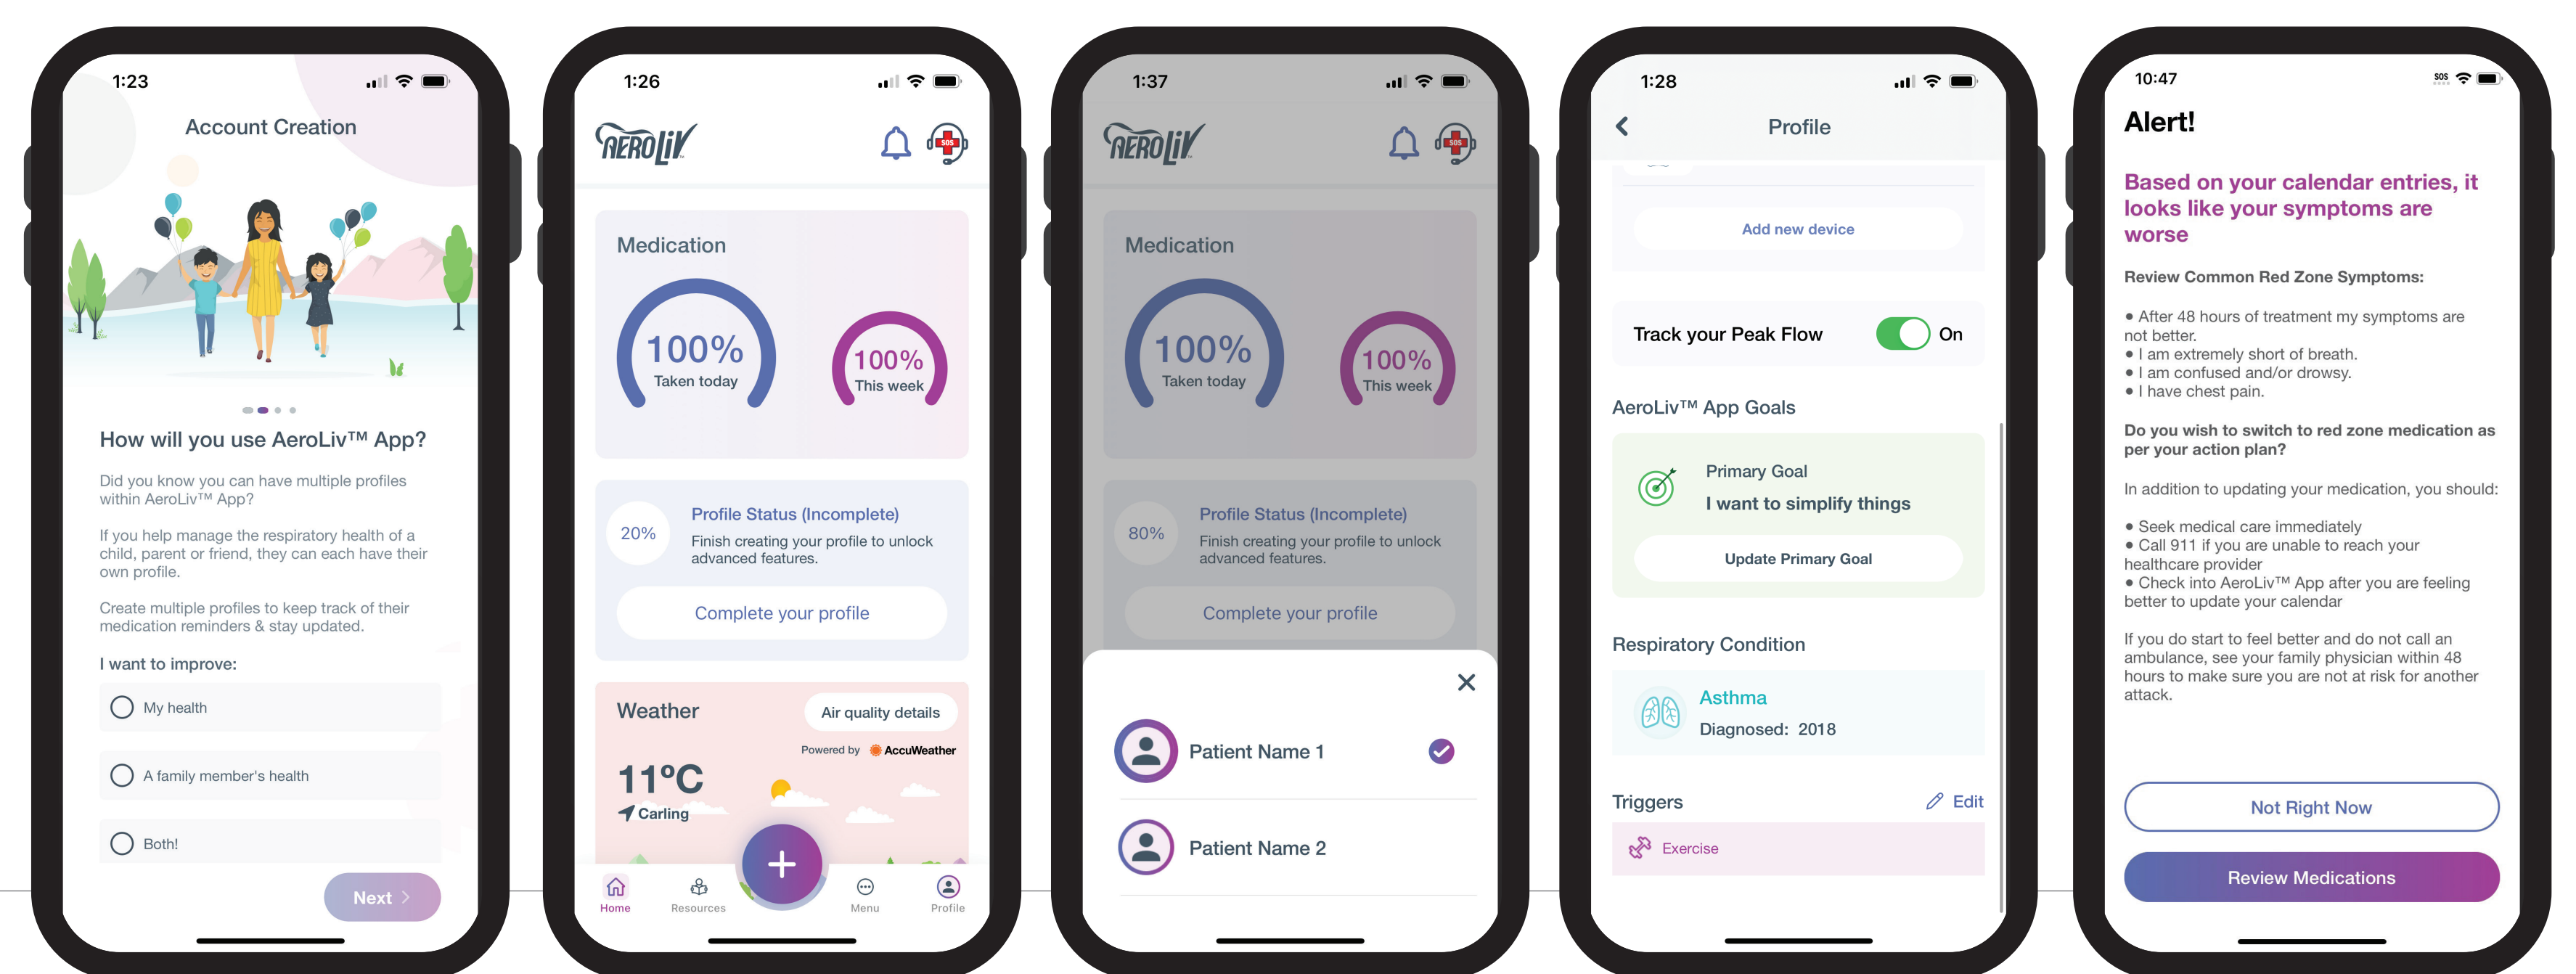 1:23
Account Creation
How will you use AeroLiv™ App?
Did you know you can have multiple profiles
within AeroLiv™ App?
If you help manage the respiratory health of a
child, parent or friend, they can each have their
own profile.
Create multiple profiles to keep track of their
medication reminders & stay updated.
I want to improve:
My health
A family member's health
Both!
Next
1:26
AEROLIV
SOS
Medication
100%
Taken today
100%
This week
20%
Profile Status (Incomplete)
Finish creating your profile to unlock
advanced features.
Complete your profile
Weather
Air quality details
Powered by AccuWeather
11ºC
Carling
Home
Resources
Menu
Profile
1:37
AEROLIV
SOS
Medication
100%
Taken today
100%
This week
80%
Profile Status (Incomplete)
Finish creating your profile to unlock
advanced features.
Complete your profile
Patient Name 1
Patient Name 2
1:28
Profile
Add new device
Track your Peak Flow On
AeroLiv™ App Goals
Primary Goal
I want to simplify things
Update Primary Goal
Respiratory Condition
Asthma
Diagnosed: 2018
Triggers
Edit
Exercise
10:47
SOS
Alert!
Based on your calendar entries, it
looks like your symptoms are
worse
Review Common Red Zone Symptoms:
• After 48 hours of treatment my symptoms are
not better.
• I am extremely short of breath.
• I am confused and/or drowsy.
• I have chest pain.
Do you wish to switch to red zone medication as
per your action plan?
In addition to updating your medication, you should:
• Seek medical care immediately
• Call 911 if you are unable to reach your
healthcare provider
• Check into AeroLiv™ App after you are feeling
better to update your calendar
If you do start to feel better and do not call an
ambulance, see your family physician within 48
hours to make sure you are not at risk for another
attack.
Not Right Now
Review Medications